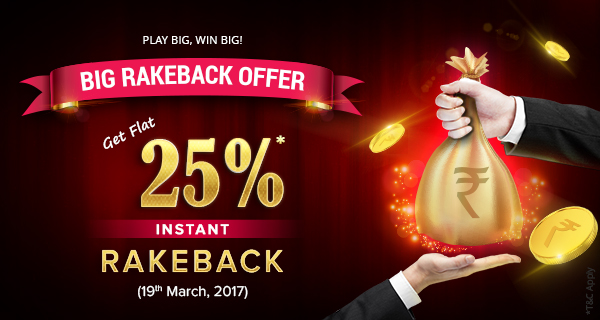 PLAY BIG, WIN BIG!
BIG RAKEBACK OFFER
Get Flat
25%*
INSTANT
RAKEBACK
(19th March, 2017)
₹
₹
*T&C Apply